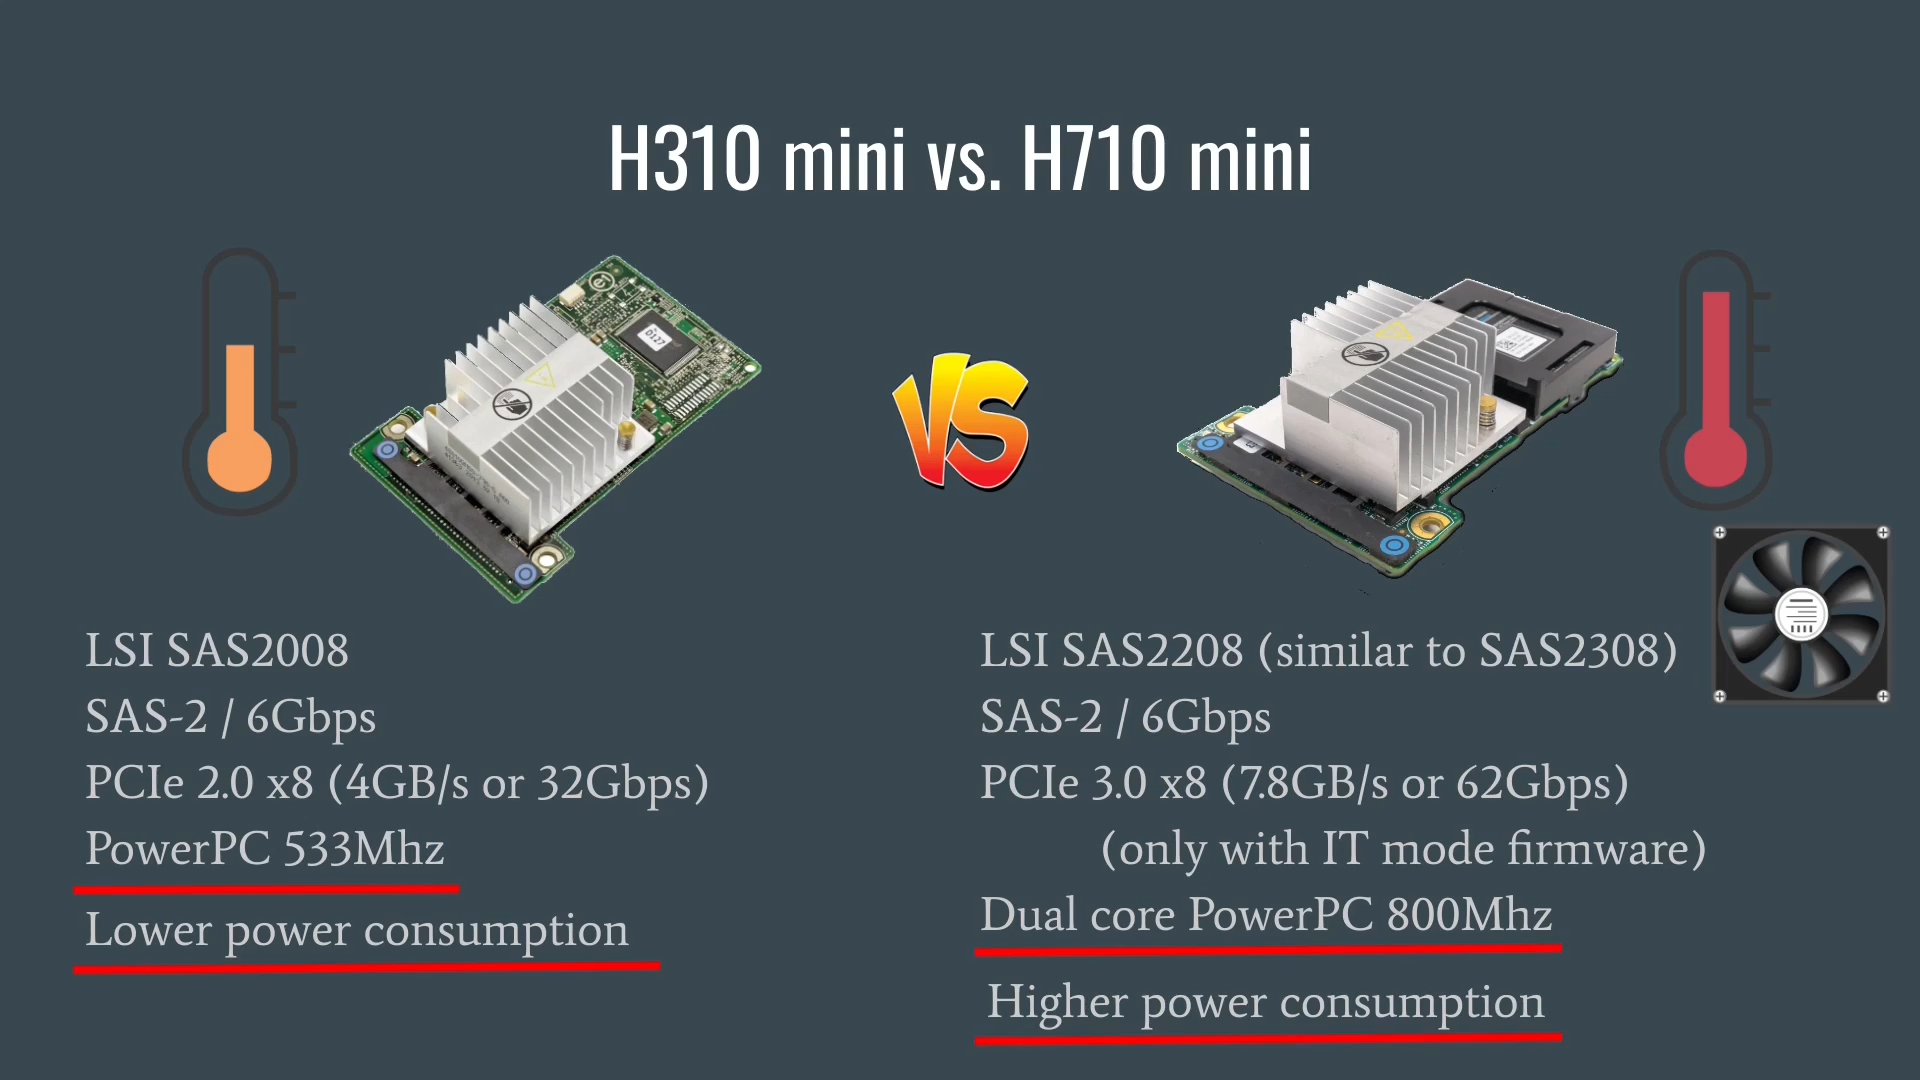 H310 mini vs. H710 mini
D127
VS
LSI SAS2008
SAS-2 / 6Gbps
PCIe 2.0 x8 (4GB/s or 32Gbps)
PowerPC 533Mhz
Lower power consumption
LSI SAS2208 (similar to SAS2308)
SAS-2 / 6Gbps
PCIe 3.0 x8 (7.8GB/s or 62Gbps)
(only with IT mode firmware)
Dual core PowerPC 800Mhz
Higher power consumption